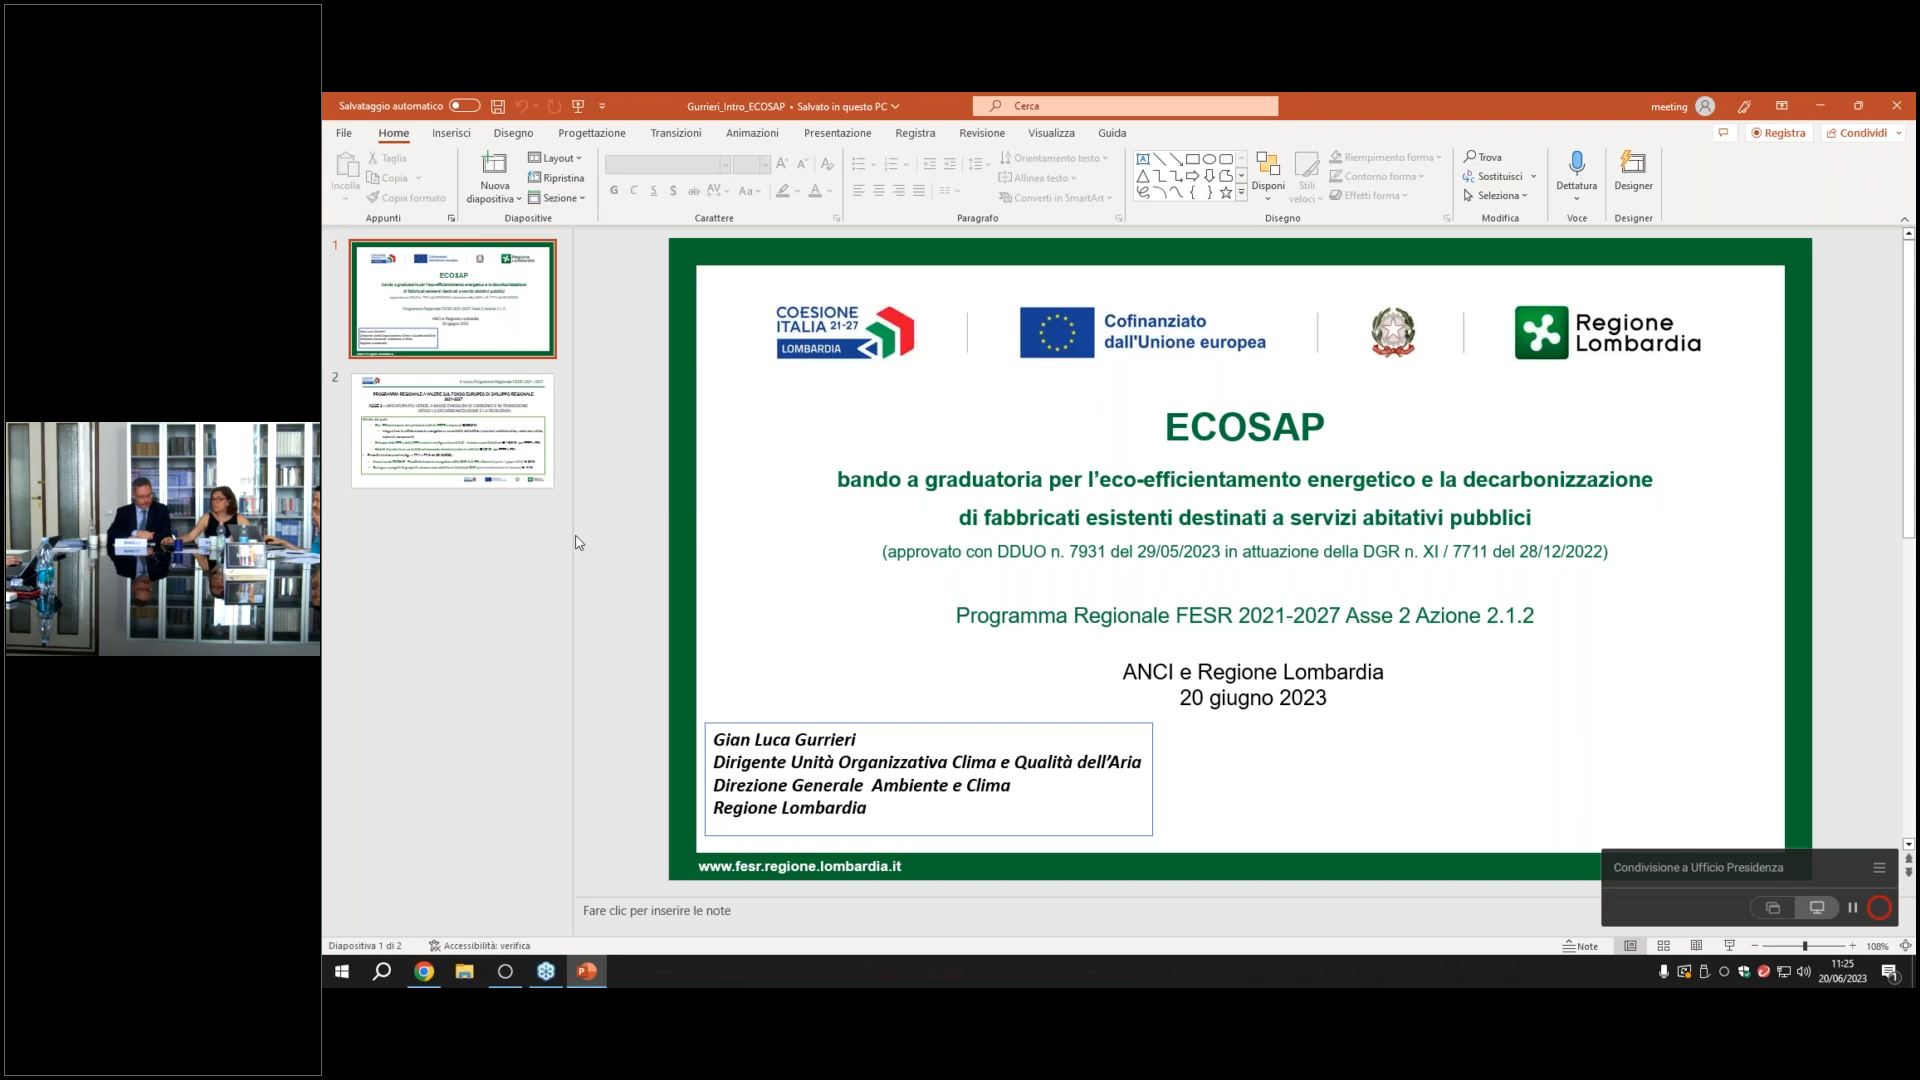 Salvataggio automatico
Gurrieri_Intro_ECOSAP • Salvato in questo PC
Cerca
meeting
File Home Inserisci Disegno Progettazione Transizioni Animazioni Presentazione Registra Revisione Visualizza Guida
Registra
Condividi
Incolla
Taglia
Copia
Copia formato
Appunti
Nuova
diapositiva
Layout
Ripristina
Sezione
Diapositive
G C S S ab AV Aa A
Carattere
Orientamento testo
Allinea testo
Converti in SmartArt
Paragrafo
Disponi
Stili
veloci
Riempimento forma
Contorno forma
Effetti forma
Disegno
Trova
Sostituisci
Seleziona
Modifica
Dettatura
Voce
Designer
Designer
1
2
COESIONE
ITALIA 21-27
LOMBARDIA
Cofinanziato
dall'Unione europea
Regione
Lombardia
ECOSAP
bando a graduatoria per l'eco-efficientamento energetico e la decarbonizzazione
di fabbricati esistenti destinati a servizi abitativi pubblici
(approvato con DDUO n. 7931 del 29/05/2023 in attuazione della DGR n. XI / 7711 del 28/12/2022)
Programma Regionale FESR 2021-2027 Asse 2 Azione 2.1.2
ANCI e Regione Lombardia
20 giugno 2023
Gian Luca Gurrieri
Dirigente Unità Organizzativa Clima e Qualità dell'Aria
Direzione Generale Ambiente e Clima
Regione Lombardia
www.fesr.regione.lombardia.it
Condivisione a Ufficio Presidenza
Fare clic per inserire le note
Diapositiva 1 di 2
Accessibilità: verifica
Note
108%
11:25
20/06/2023